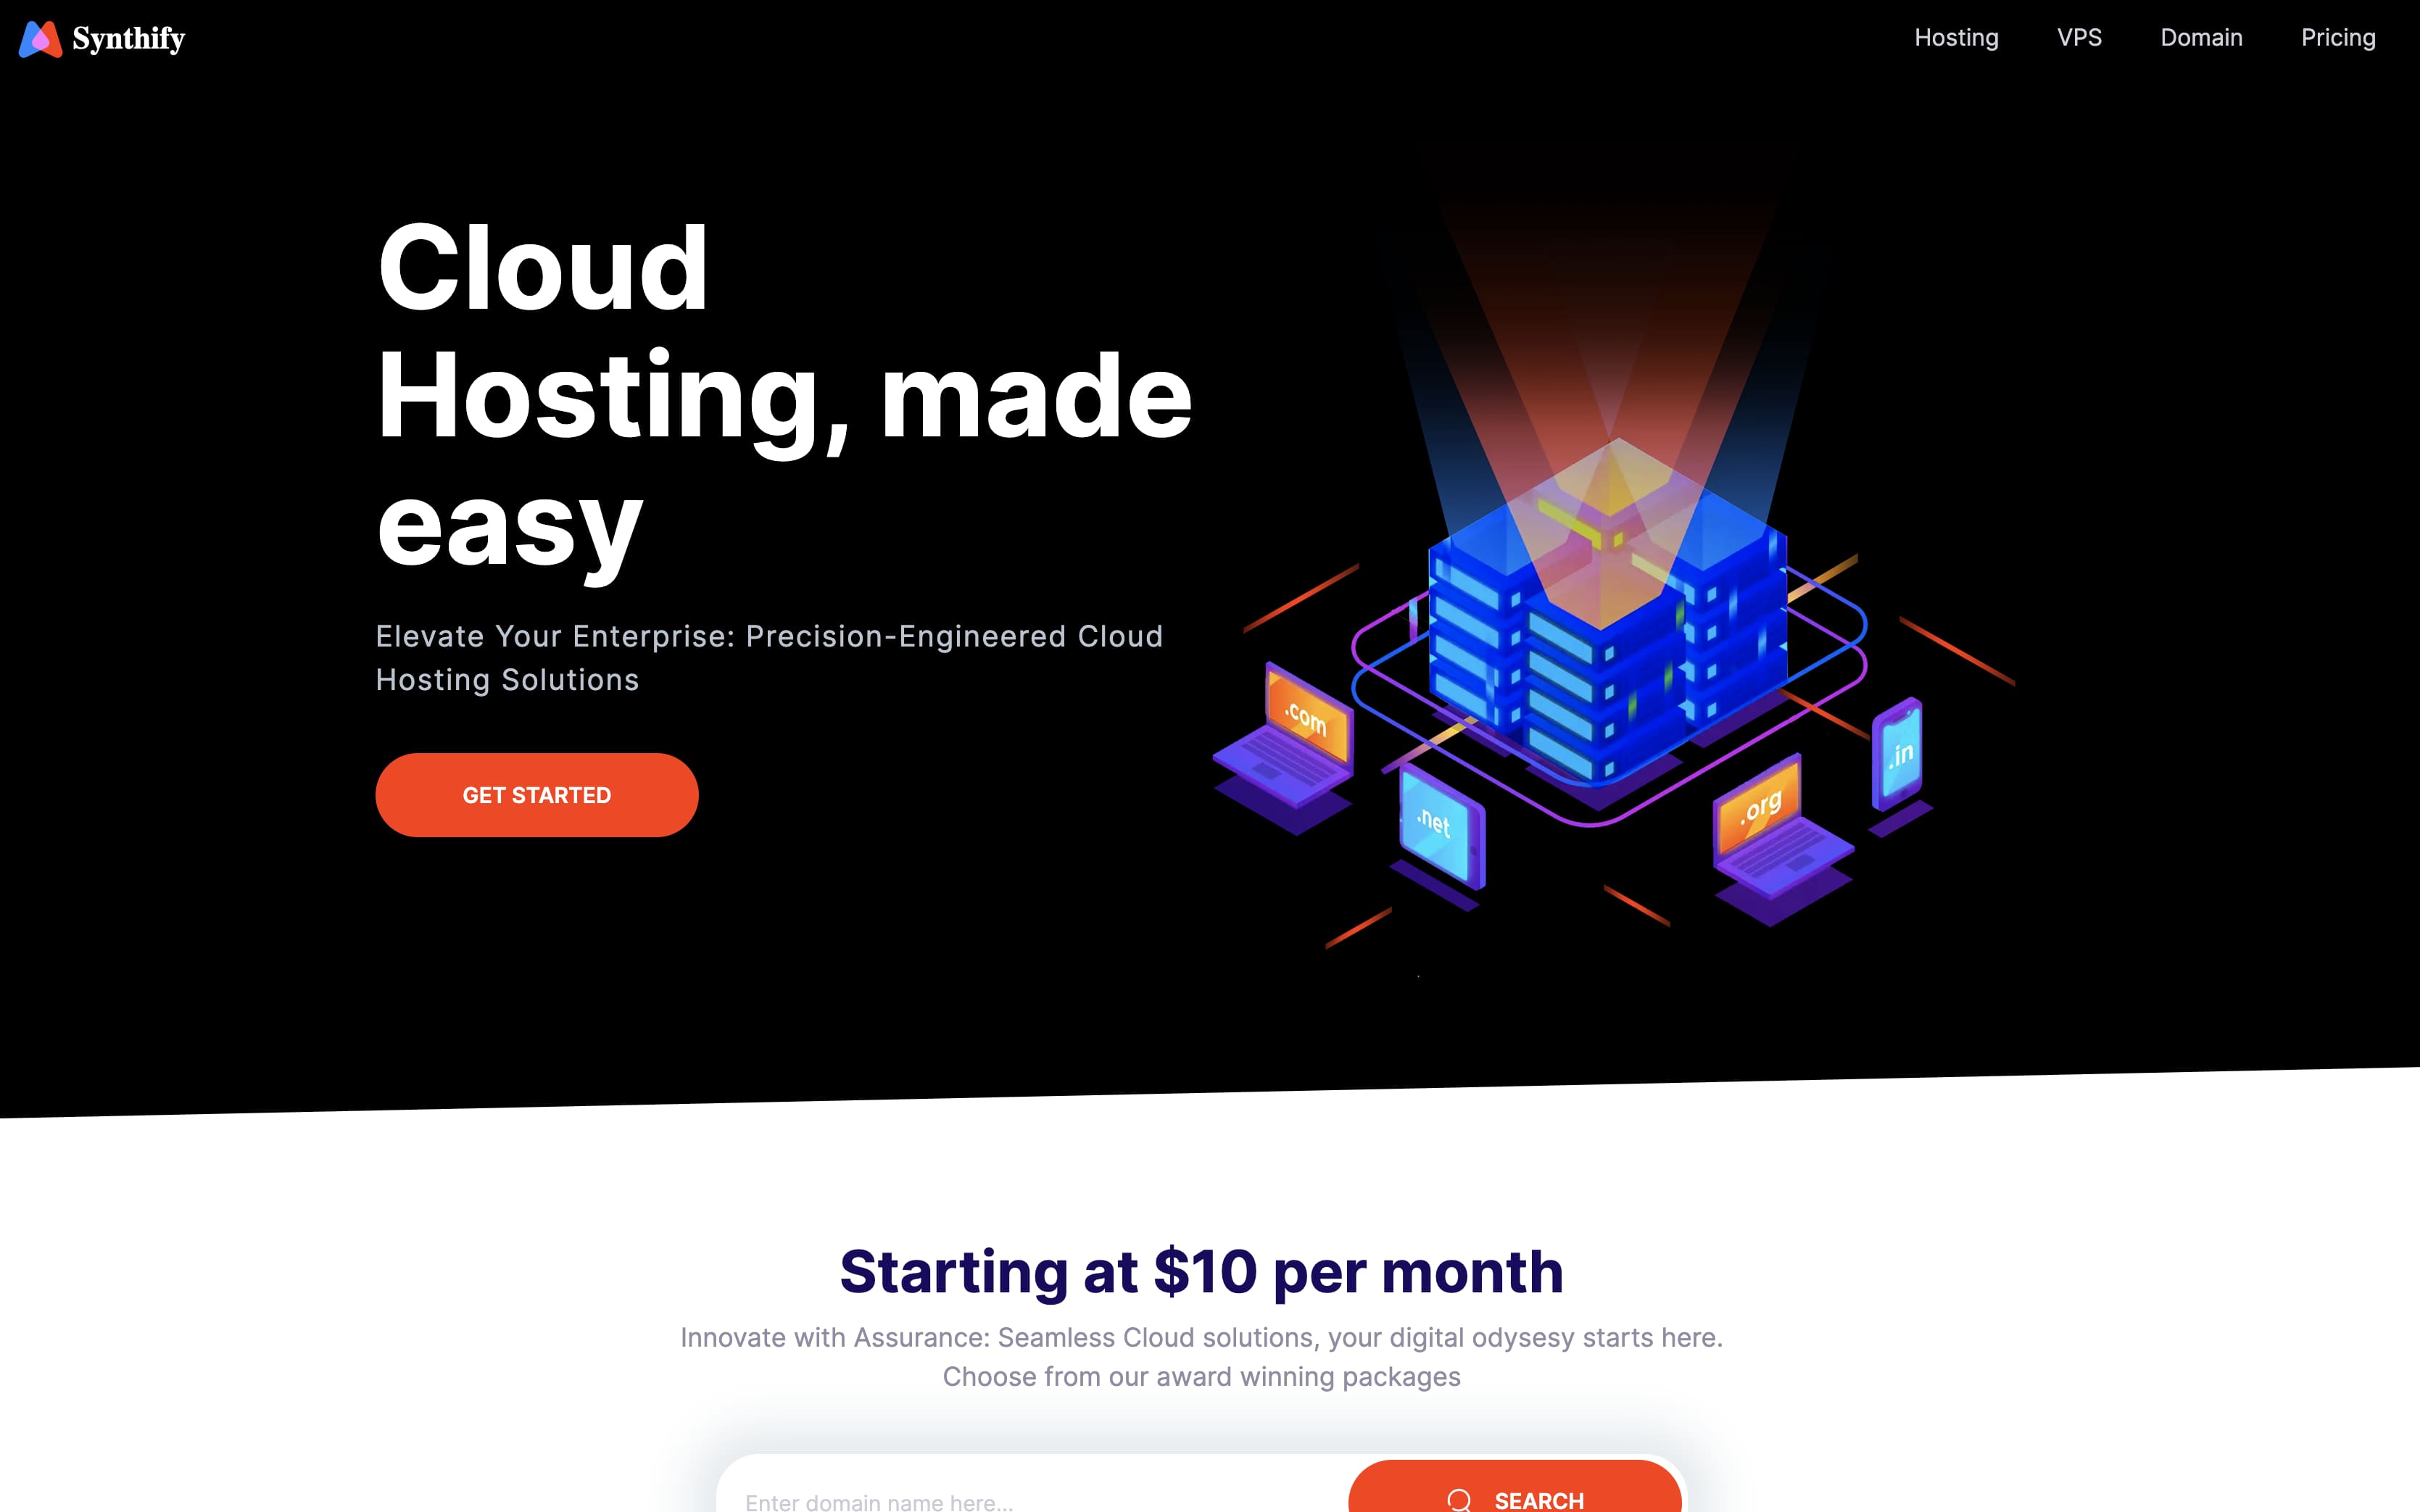 Synthify
Hosting
VPS
Domain
Pricing
Cloud
Hosting, made
easy
Elevate Your Enterprise: Precision-Engineered Cloud
Hosting Solutions
GET STARTED
.com
.net
.org
.in
Starting at $10 per month
Innovate with Assurance: Seamless Cloud solutions, your digital odysesy starts here.
Choose from our award winning packages
Enter domain name here...
SEARCH